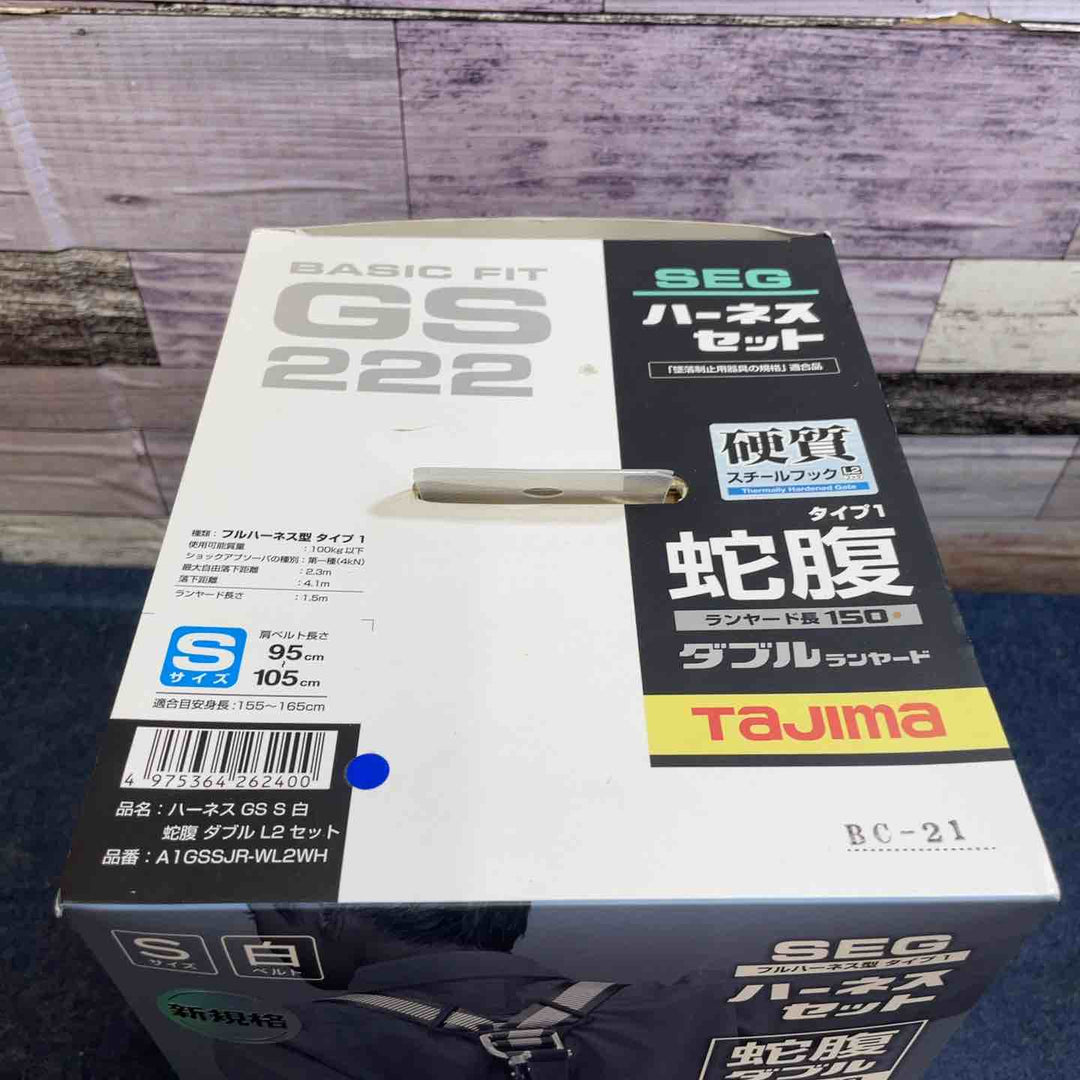 BASIC FIT
GS
222
SEG
ハーネス
セット
「墜落制止用器具の規格」適合品
硬質
スチールフック L2
Thermally Hardened Gate
タイプ1
蛇腹
ランヤード長 150
ダブル ランヤード
TaJima
種類：フルハーネス型 タイプ 1
使用可能質量 ：100kg 以下
ショックアブソーバの種別：第一種(4kN)
最大自由落下距離 ：2.3m
落下距離 ：4.1m
ランヤード長さ ：1.5m
S
サイズ
肩ベルト長さ
95cm
~
105cm
適合目安身長：155～165cm
4 975364 262400
品名：ハーネス GS S 白
蛇腹 ダブル L2 セット
品番：A1GSSJR-WL2WH
BC-21
S
サイズ
白
ベルト
新規格
SEG
フルハーネス型 タイプ 1
ハーネス
セット
蛇腹
ダブル